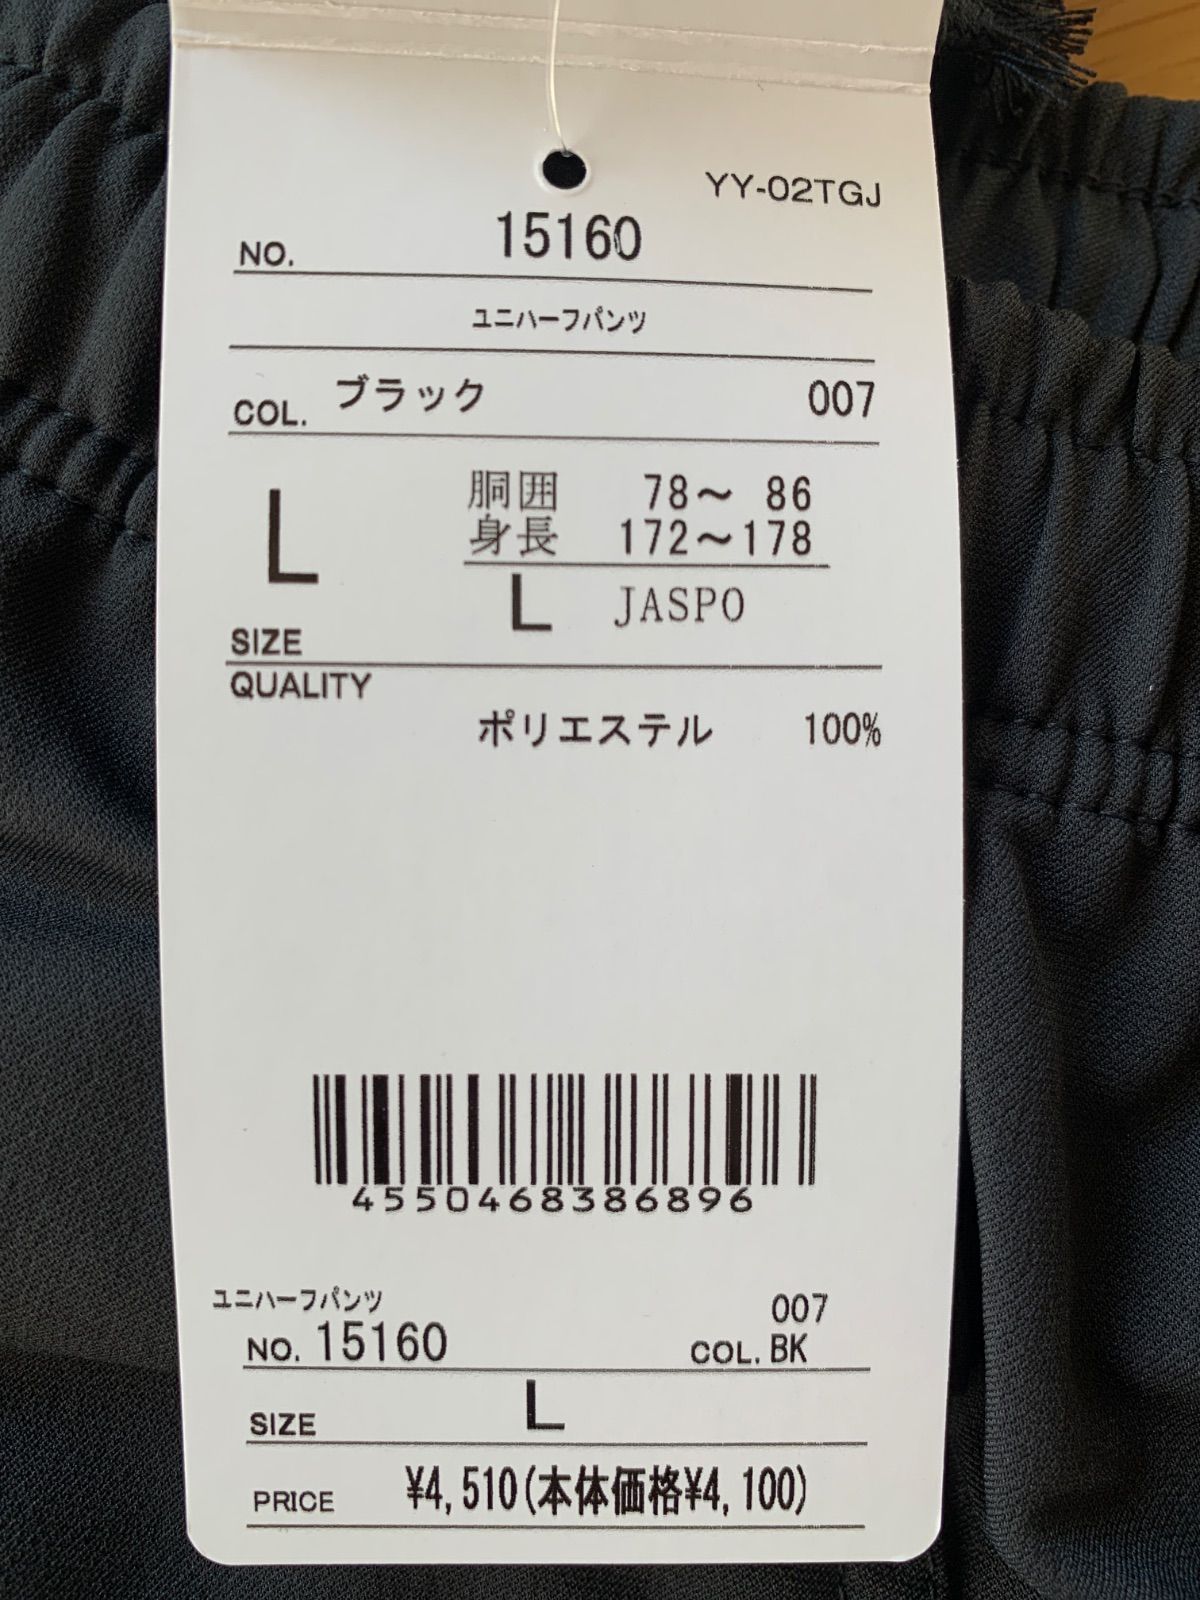 YY-02TGJ
NO. 15160
ユニハーフパンツ
COL. ブラック 007
L 胴囲 78～ 86
身長 172～178
SIZE L JASPO
QUALITY
ポリエステル 100%
4550468386896
ユニハーフパンツ 007
NO. 15160 COL. BK
SIZE L
PRICE ¥4,510(本体価格¥4,100)